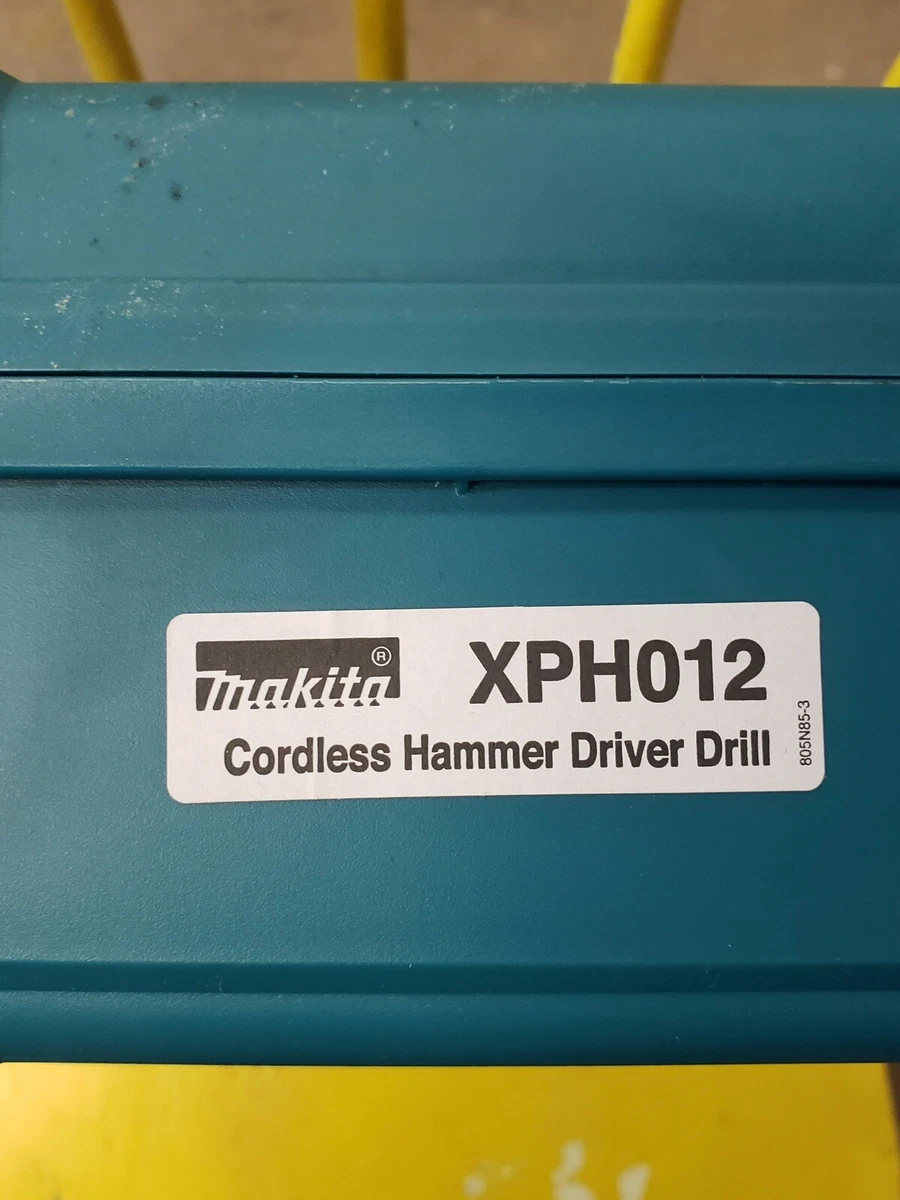 makita® XPH012
Cordless Hammer Driver Drill
805N85-3